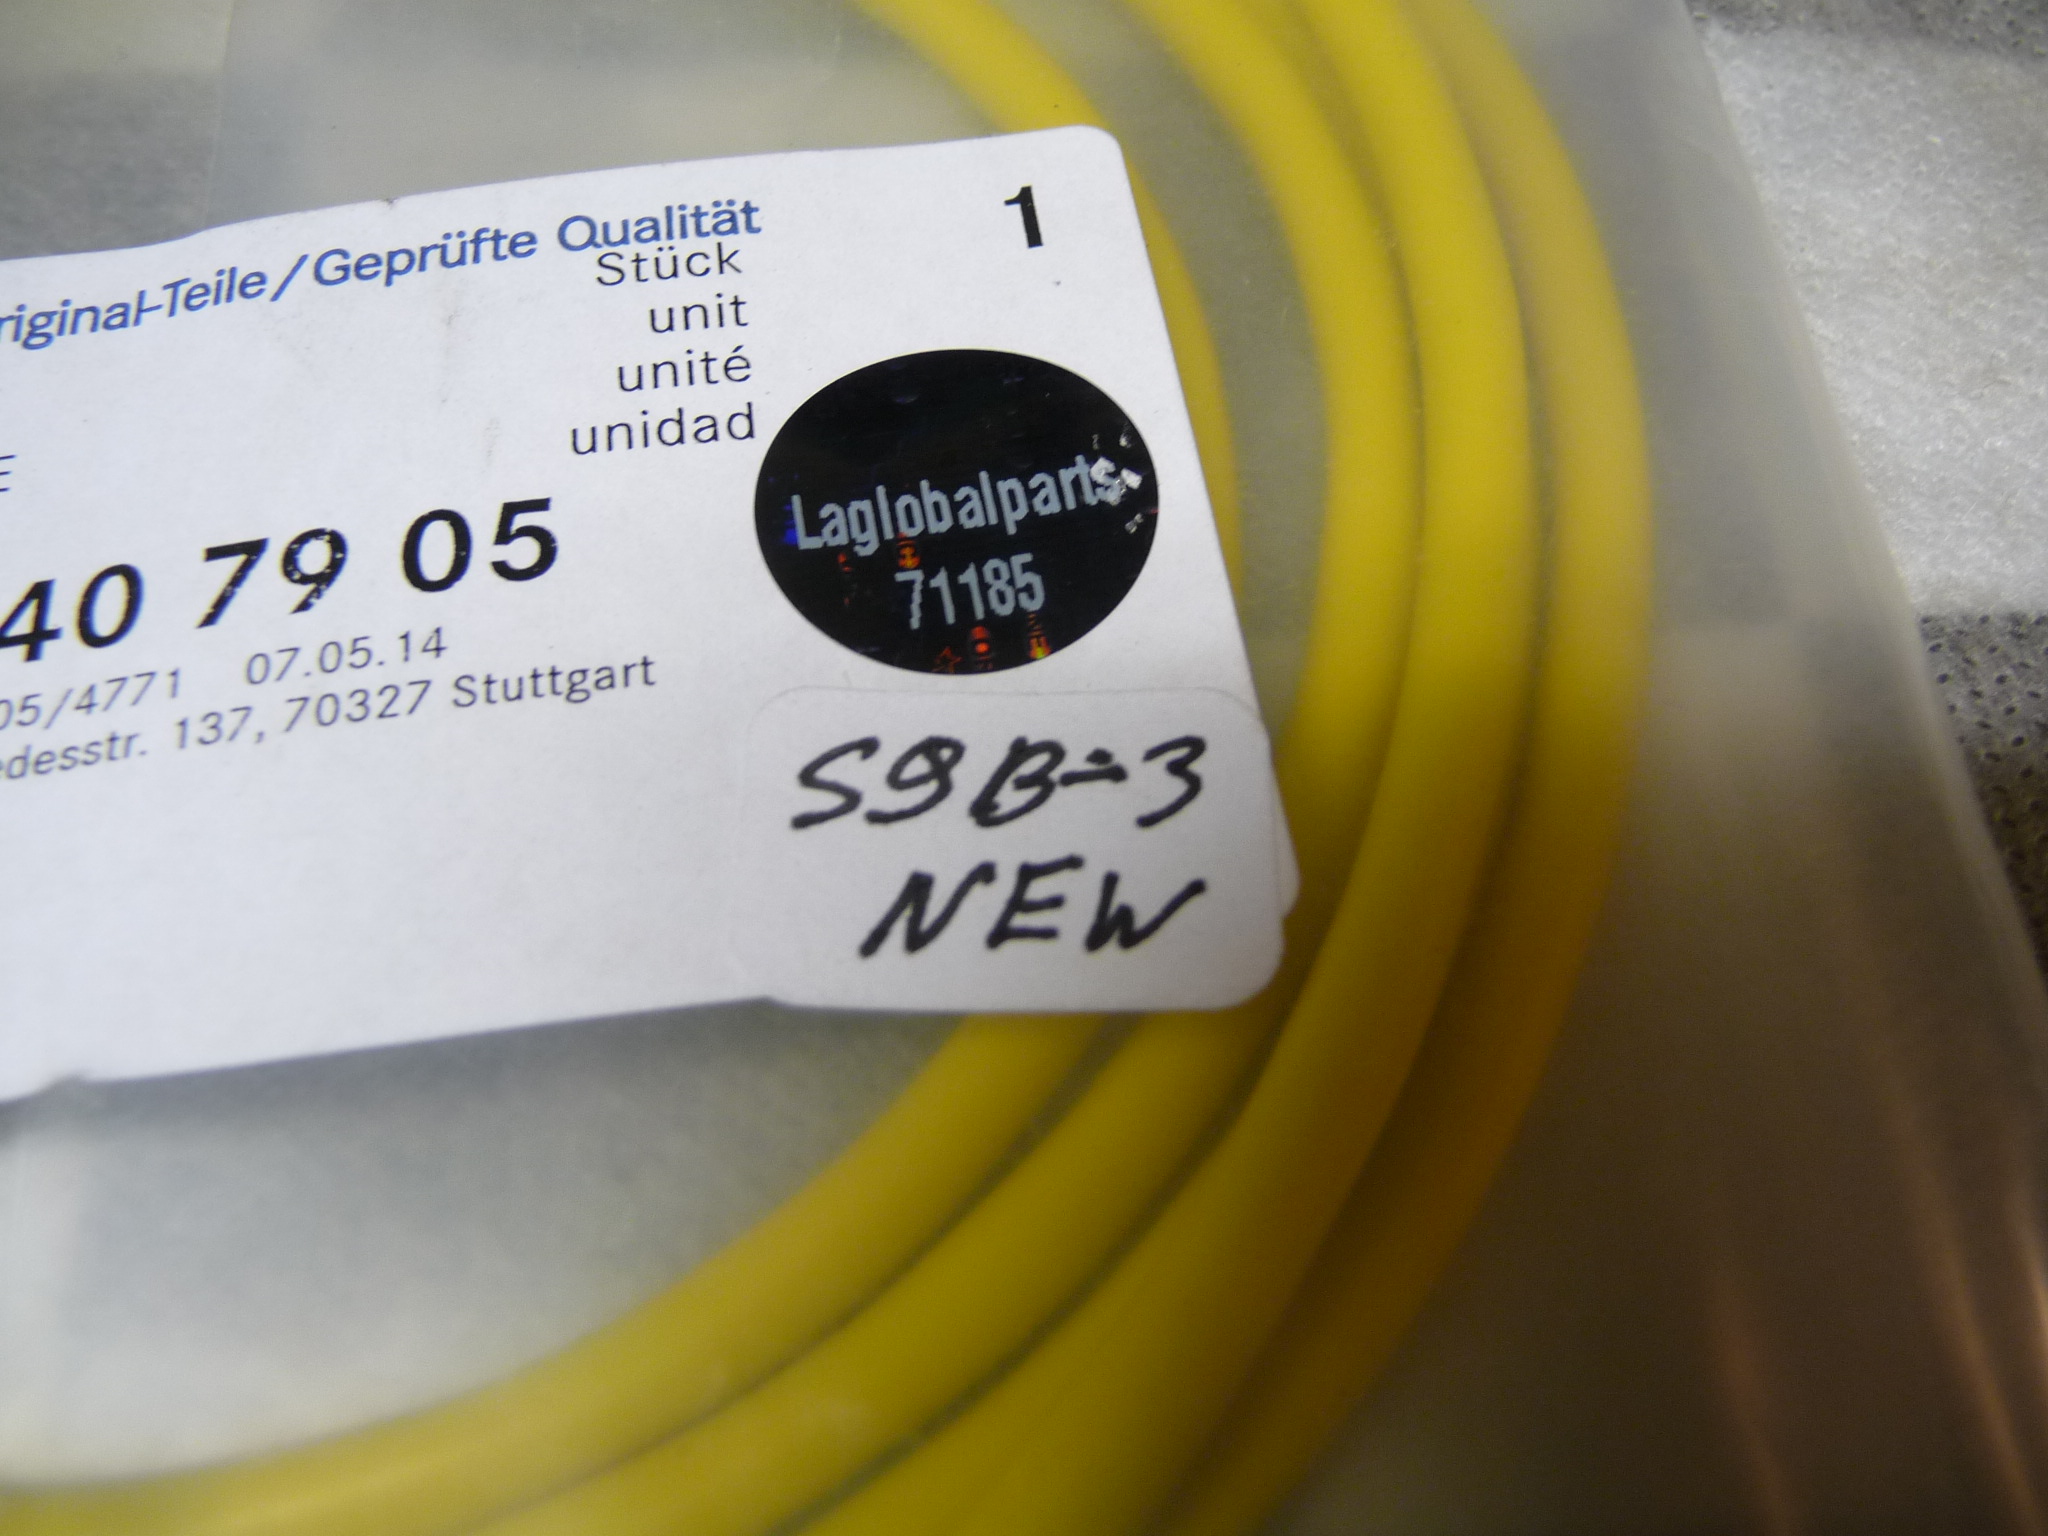 riginal-Teile/Geprüfte Qualität
1
Stück
unit
unité
unidad
E
40 79 05
Laglobalparts
71185
05/4771 07.05.14
edesstr. 137, 70327 Stuttgart
S9B-3
NEW